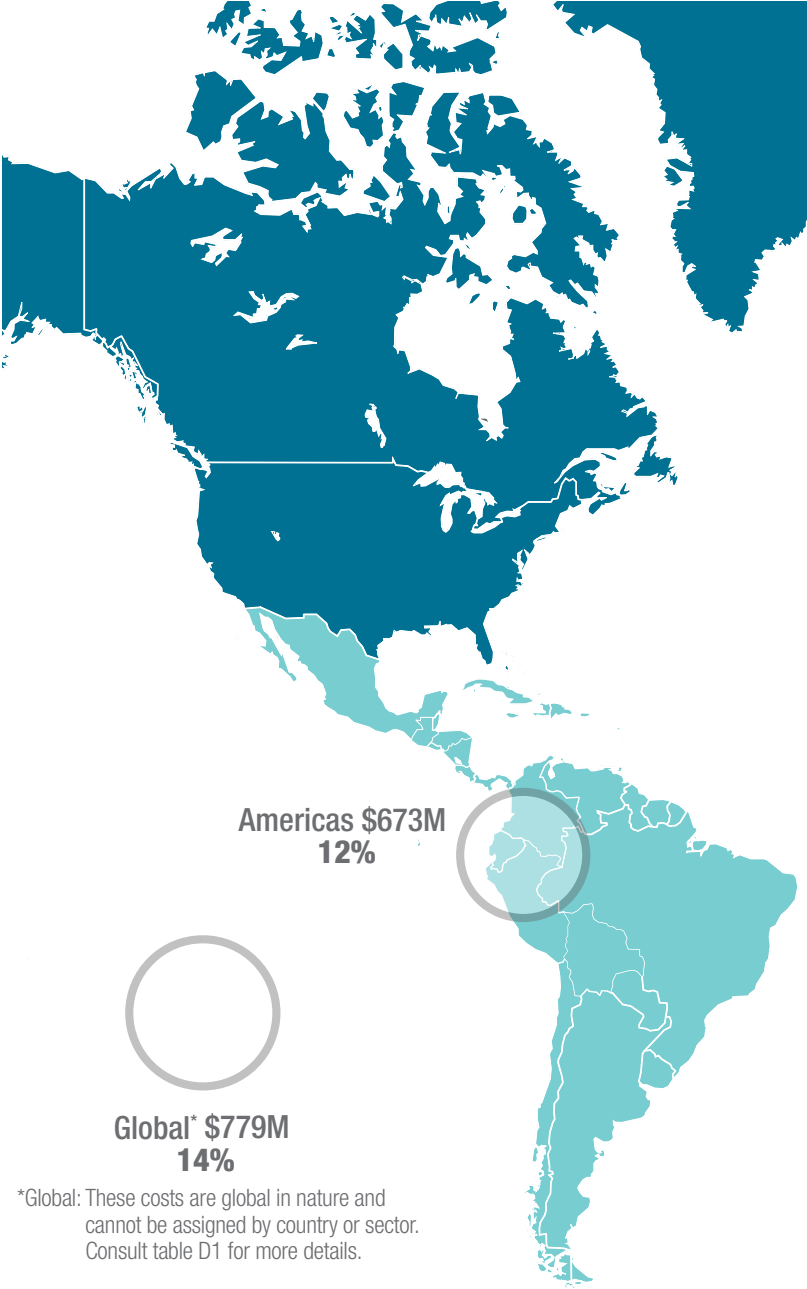 Americas $673M
12%
Global* $779M
14%
*Global: These costs are global in nature and
cannot be assigned by country or sector.
Consult table D1 for more details.